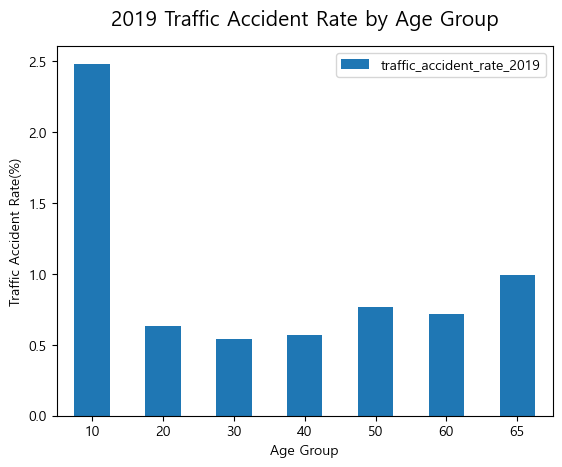 2019 Traffic Accident Rate by Age Group
traffic_accident_rate_2019
Traffic Accident Rate(%)
2.5
2.0
1.5
1.0
0.5
0.0
10 20 30 40 50 60 65
Age Group